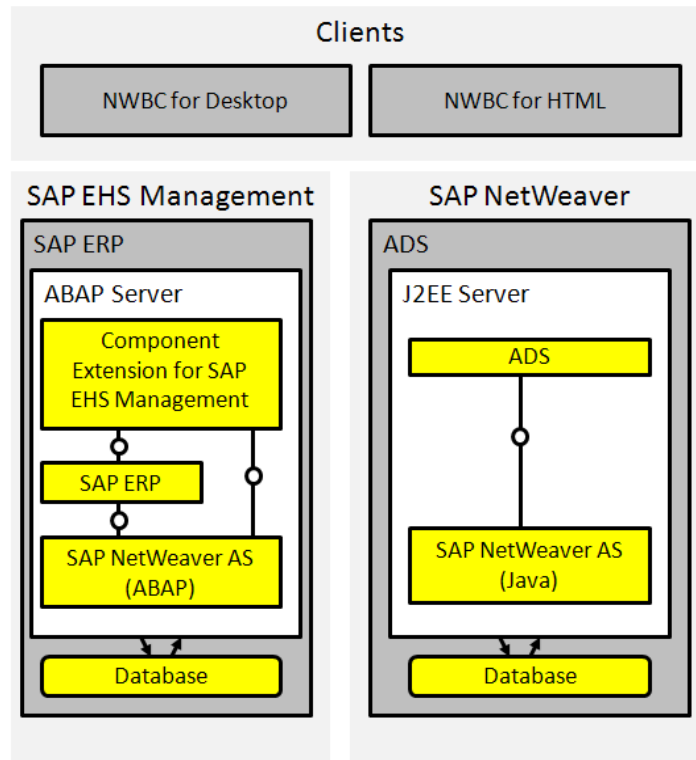 Clients
NWBC for Desktop
NWBC for HTML
SAP EHS Management
SAP ERP
ABAP Server
Component
Extension for SAP
EHS Management
SAP ERP
SAP NetWeaver AS
(ABAP)
Database
SAP NetWeaver
ADS
J2EE Server
ADS
SAP NetWeaver AS
(Java)
Database